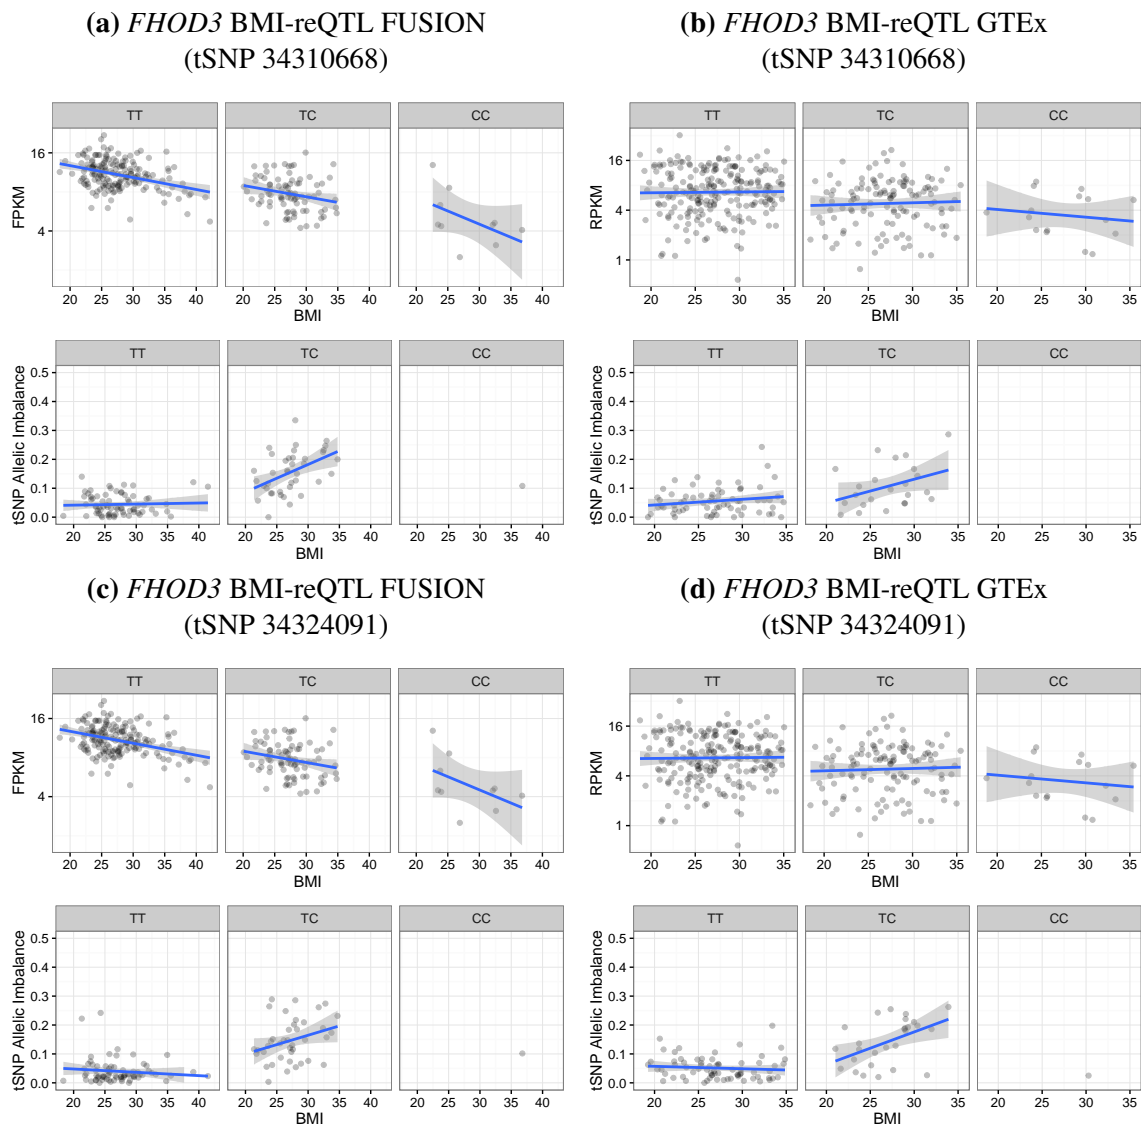 (a) FHOD3 BMI-reQTL FUSION
(tSNP 34310668)
TT TC CC
FPKM
16
4
20 25 30 35 40 20 25 30 35 40 20 25 30 35 40
BMI
TT TC CC
tSNP Allelic Imbalance
0.5
0.4
0.3
0.2
0.1
0.0
20 25 30 35 40 20 25 30 35 40 20 25 30 35 40
BMI
(b) FHOD3 BMI-reQTL GTEx
(tSNP 34310668)
TT TC CC
RPKM
16
4
1
20 25 30 35 20 25 30 35 20 25 30 35
BMI
TT TC CC
tSNP Allelic Imbalance
0.5
0.4
0.3
0.2
0.1
0.0
20 25 30 35 20 25 30 35 20 25 30 35
BMI
(c) FHOD3 BMI-reQTL FUSION
(tSNP 34324091)
TT TC CC
FPKM
16
4
20 25 30 35 40 20 25 30 35 40 20 25 30 35 40
BMI
TT TC CC
tSNP Allelic Imbalance
0.5
0.4
0.3
0.2
0.1
0.0
20 25 30 35 40 20 25 30 35 40 20 25 30 35 40
BMI
(d) FHOD3 BMI-reQTL GTEx
(tSNP 34324091)
TT TC CC
RPKM
16
4
1
20 25 30 35 20 25 30 35 20 25 30 35
BMI
TT TC CC
tSNP Allelic Imbalance
0.5
0.4
0.3
0.2
0.1
0.0
20 25 30 35 20 25 30 35 20 25 30 35
BMI